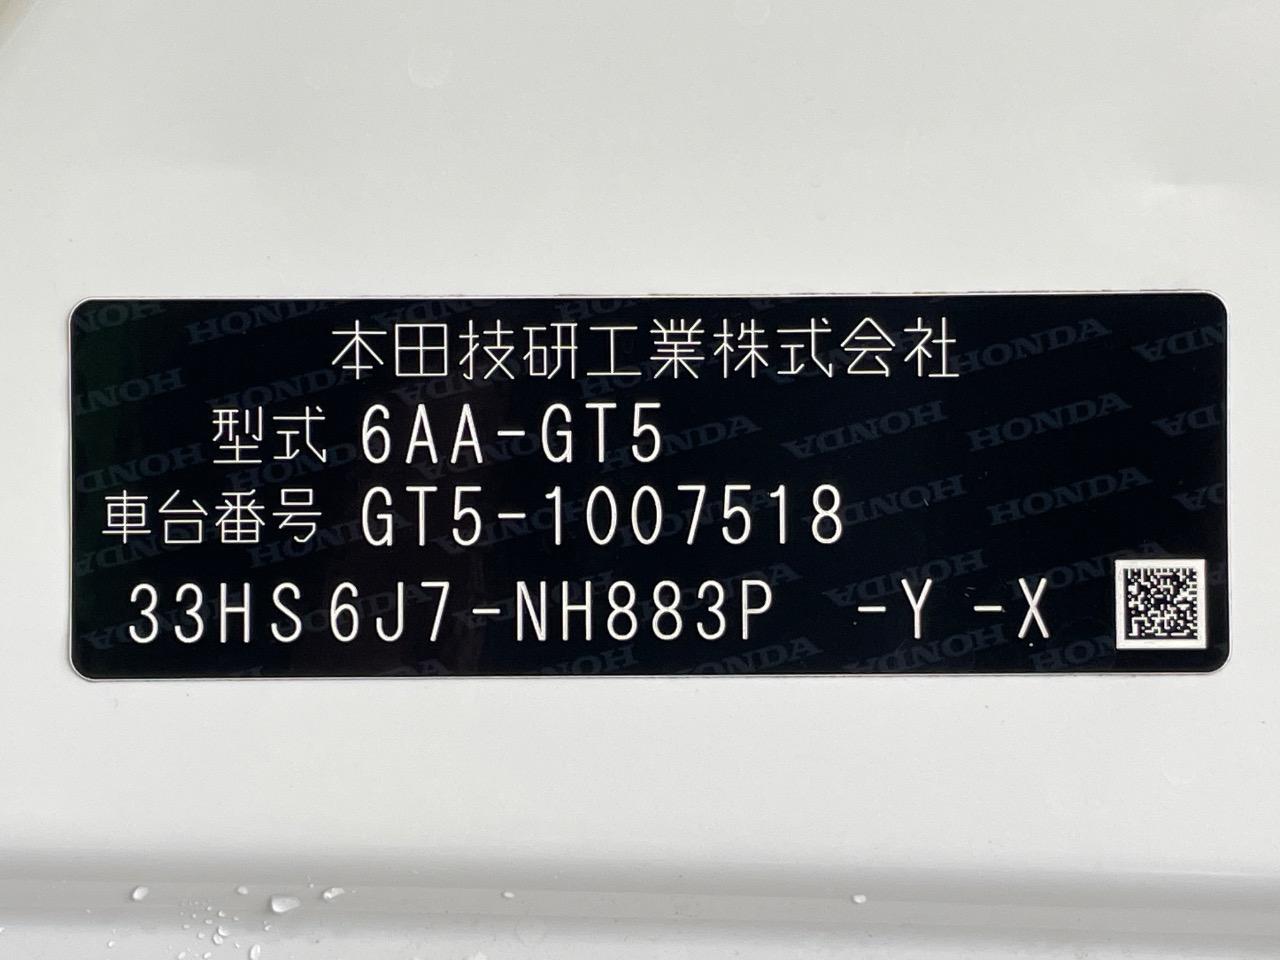 本田技研工業株式会社
型式 6AA-GT5
車台番号 GT5-1007518
33HS6J7-NH883P -Y -X